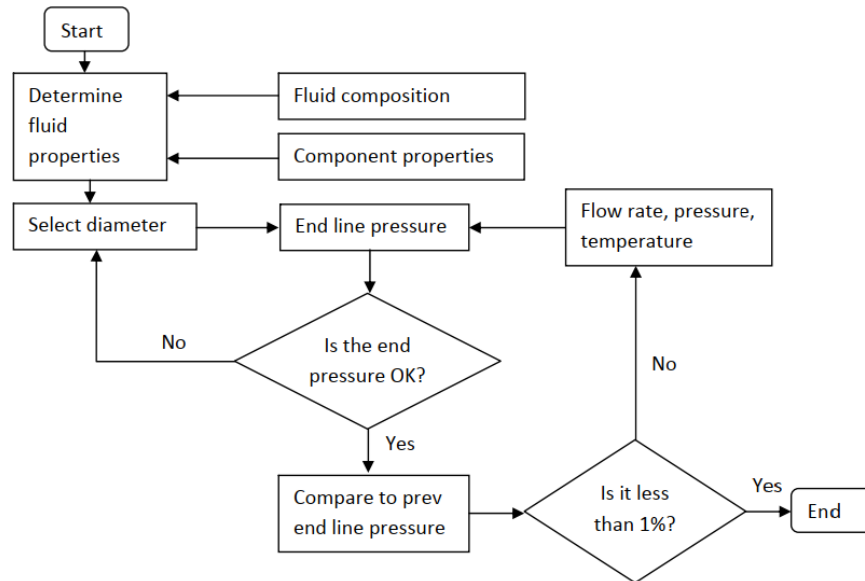 Start
Determine
fluid
properties
Fluid composition
Component properties
Select diameter
End line pressure
Flow rate, pressure,
temperature
No
Is the end
pressure OK?
No
Yes
Compare to prev
end line pressure
Is it less
than 1%?
Yes
End